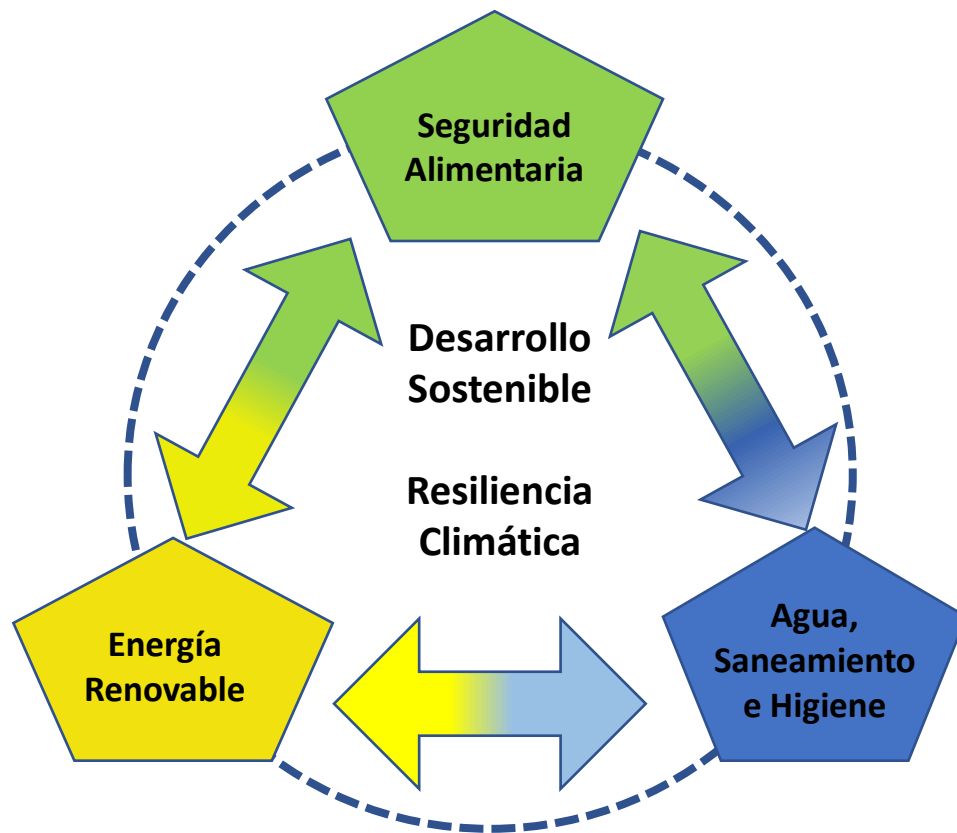 Seguridad
Alimentaria
Desarrollo
Sostenible
Resiliencia
Climática
Energía
Renovable
Agua,
Saneamiento
e Higiene